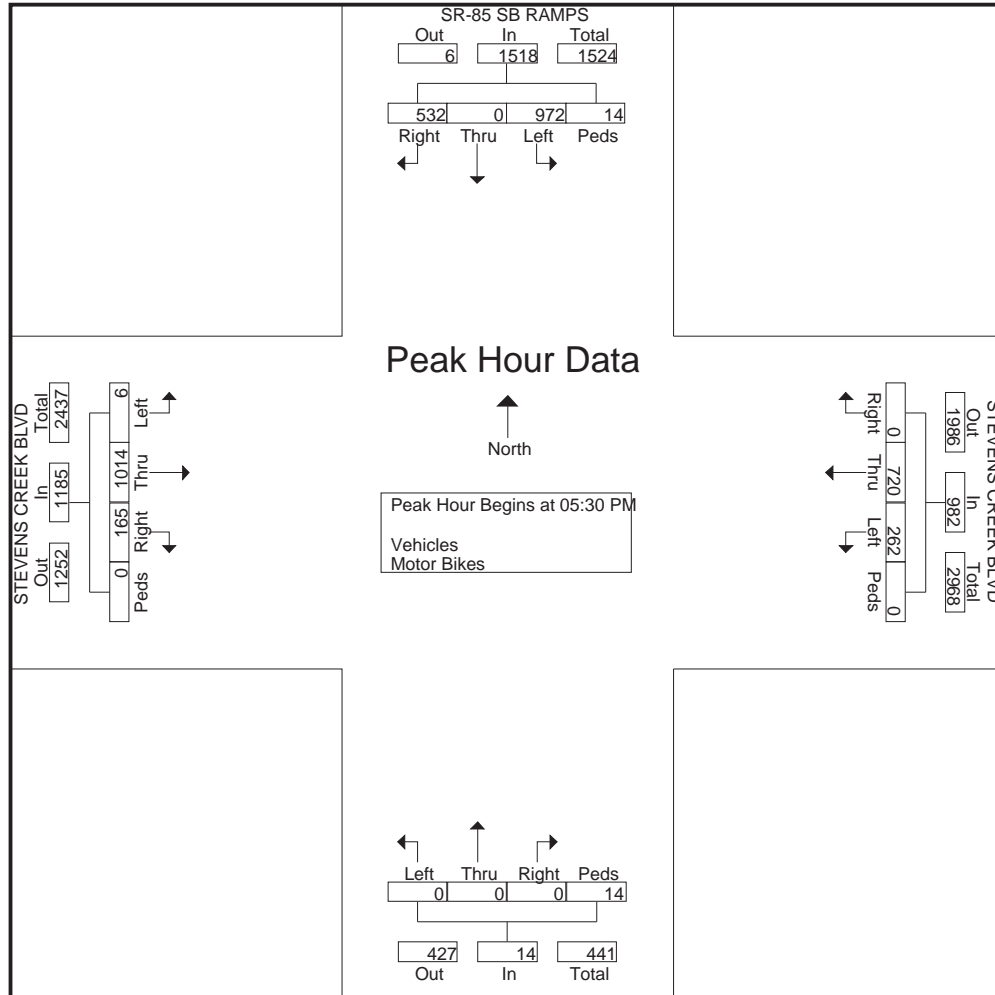 SR-85 SB RAMPS
Out In Total
6 1518 1524
532 0 972 14
Right Thru Left Peds
Peak Hour Data
North
Peak Hour Begins at 05:30 PM
Vehicles
Motor Bikes
STEVENS CREEK BLVD
Out In Total
1252 1185 2437
0 165 1014 6
Peds Right Thru Left
STEVENS CREEK BLVD
Out In Total
1986 982 2968
0 720 262 0
Right Thru Left Peds
Left Thru Right Peds
0 0 0 14
427 14 441
Out In Total